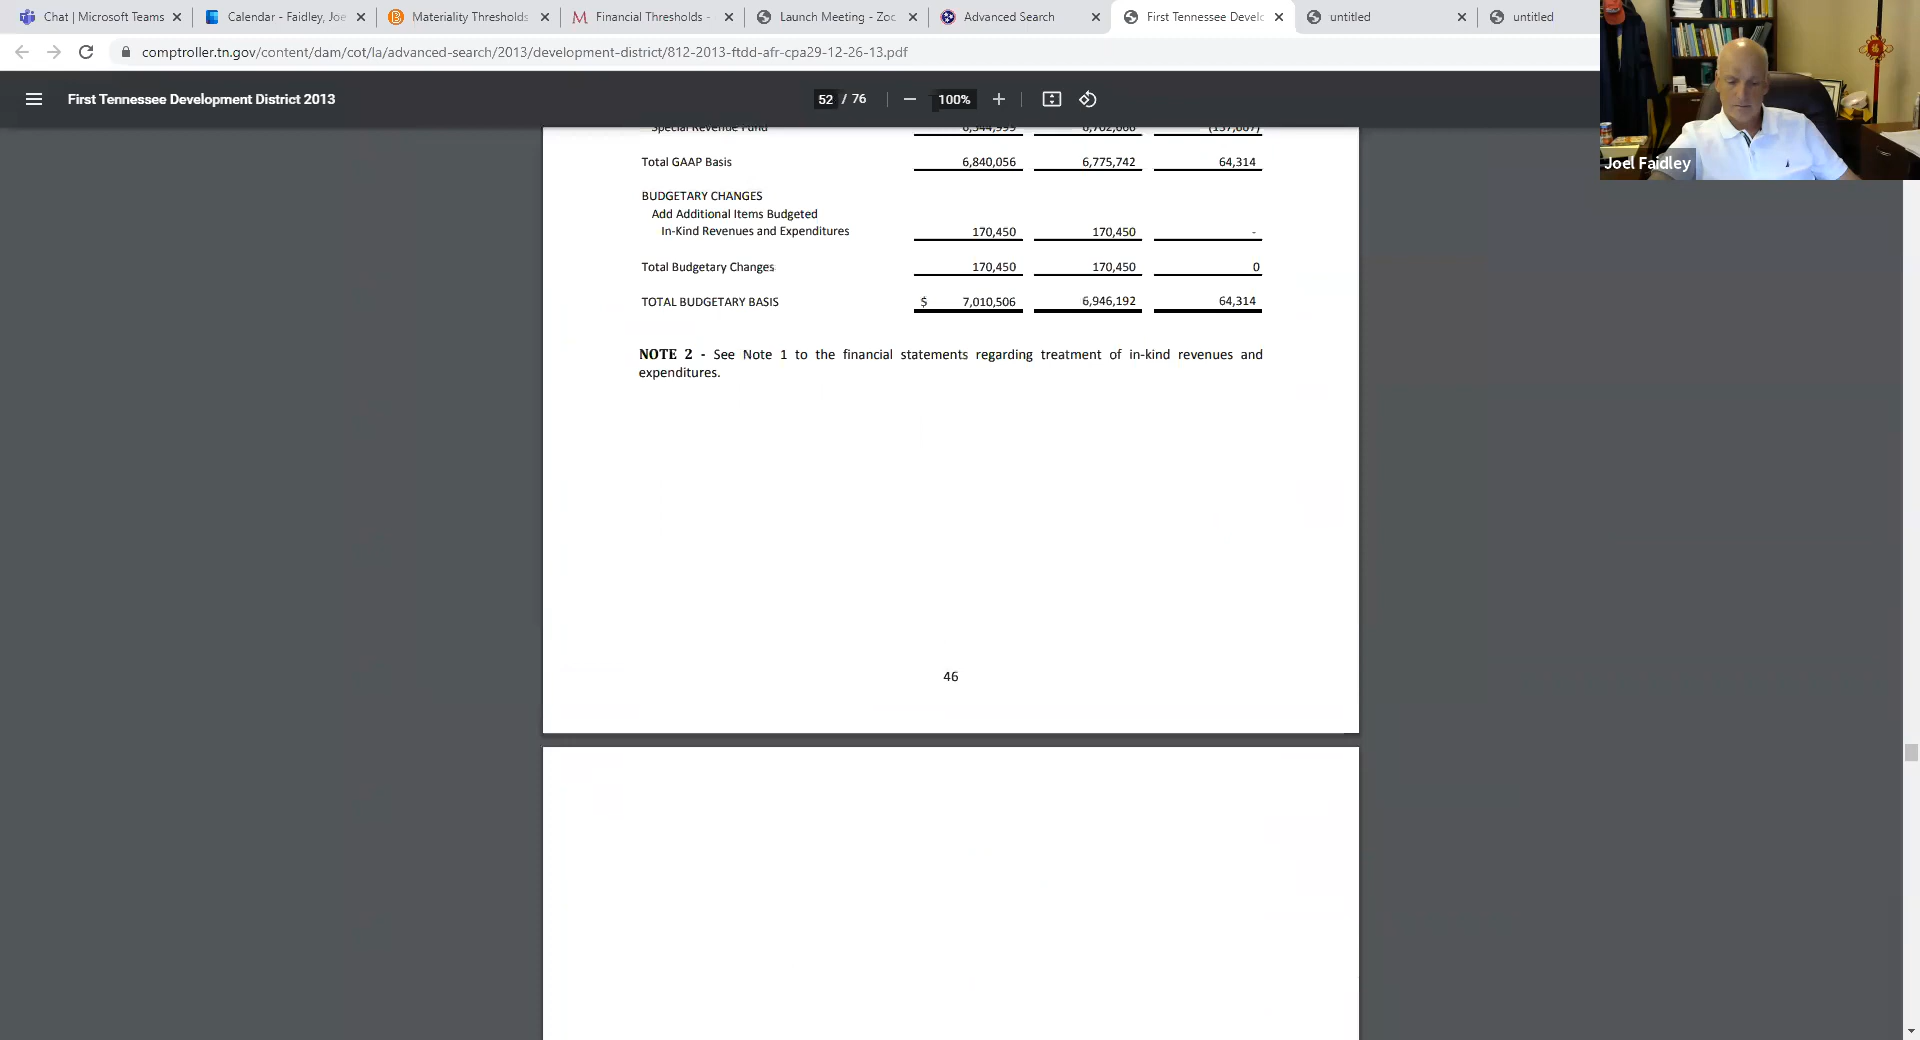 Chat | Microsoft Teams
Calendar - Faidley, Joe
Materiality Thresholds
Financial Thresholds -
Launch Meeting - Zoc
Advanced Search
First Tennessee Develc
untitled
untitled
comptroller.tn.gov/content/dam/cot/la/advanced-search/2013/development-district/812-2013-ftdd-afr-cpa29-12-26-13.pdf
First Tennessee Development District 2013
52 / 76
100%
Joel Faidley
Special Revenue Fund
Total GAAP Basis 6,840,056 6,775,742 64,314
BUDGETARY CHANGES
Add Additional Items Budgeted
In-Kind Revenues and Expenditures 170,450 170,450 -
Total Budgetary Changes 170,450 170,450 0
TOTAL BUDGETARY BASIS $ 7,010,506 6,946,192 64,314
NOTE 2 - See Note 1 to the financial statements regarding treatment of in-kind revenues and
expenditures.
46